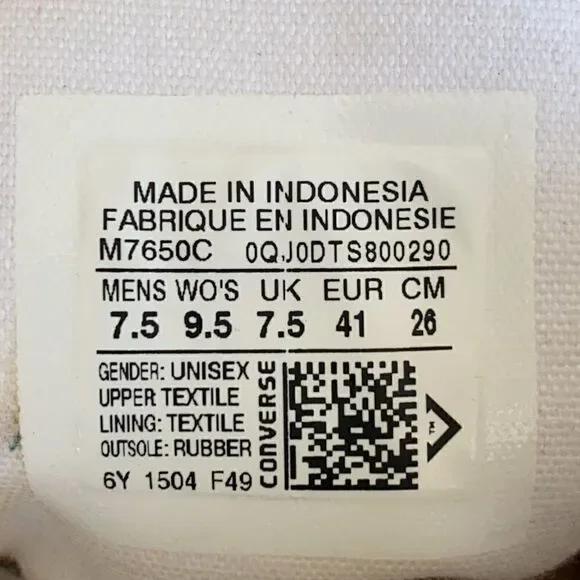 MADE IN INDONESIA
FABRIQUE EN INDONESIE
M7650C 0QJ0DTS800290
MENS WO'S UK EUR CM
7.5 9.5 7.5 41 26
GENDER: UNISEX
UPPER TEXTILE
LINING: TEXTILE
OUTSOLE: RUBBER
6Y 1504 F49
CONVERSE
TM